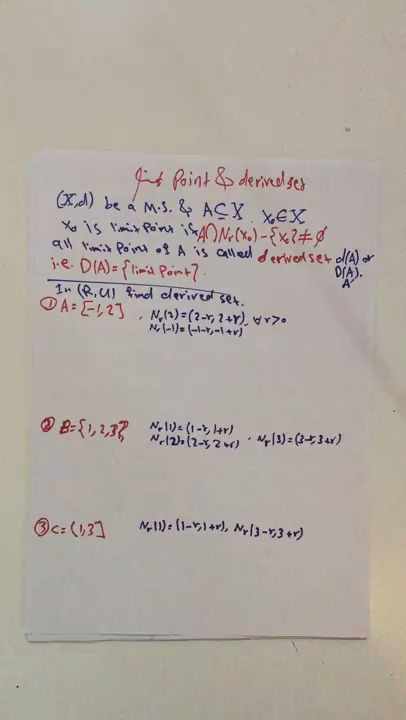 limit Point & derived set
(X,d) be a M.S. & A⊆X. x₀∈X
x₀ is limit point if A∩Nr(x₀)-{x₀}≠∅
all limit Point of A is called derived set d(A) or
D(A).
A'
i.e. D(A)={limit Point}.
In (R,U) find derived set.
① A=[-1,2] . Nr(2)=(2-r,2+r). ∀r>0
Nr(-1)=(-1-r,-1+r)
② B={1,2,3} Nr(1)=(1-r,1+r)
Nr(2)=(2-r,2+r) . Nr(3)=(3-r,3+r)
③ C=(1,3] Nr(1)=(1-r,1+r), Nr(3-r,3+r)